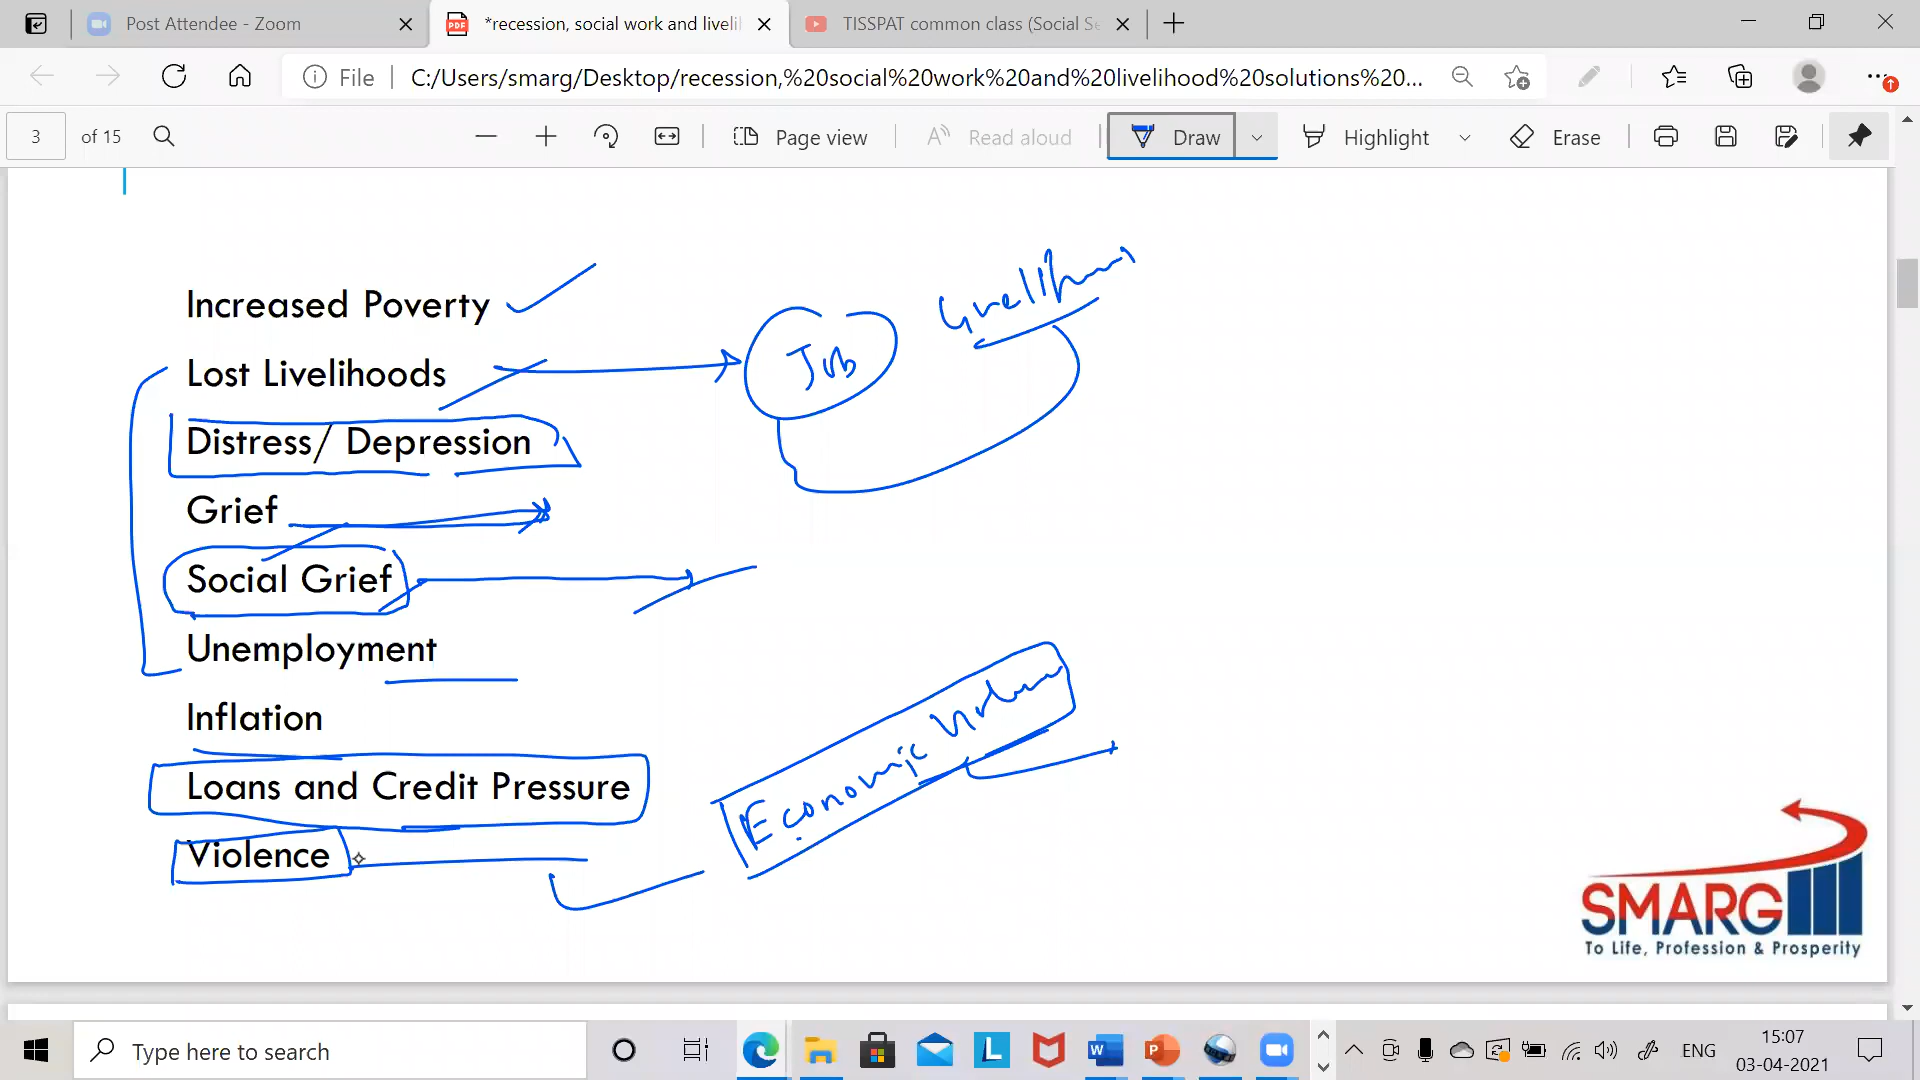 Post Attendee - Zoom
*recession, social work and liveli
TISSPAT common class (Social Se
File
C:/Users/smarg/Desktop/recession,%20social%20work%20and%20livelihood%20solutions%20...
3 of 15
Page view
Read aloud
Draw
Highlight
Erase
Increased Poverty
Lost Livelihoods
Job
Distress/ Depression
Grief
Social Grief
Unemployment
Inflation
Loans and Credit Pressure
Economic
Violence
SMARG
To Life, Profession & Prosperity
Type here to search
ENG
15:07
03-04-2021